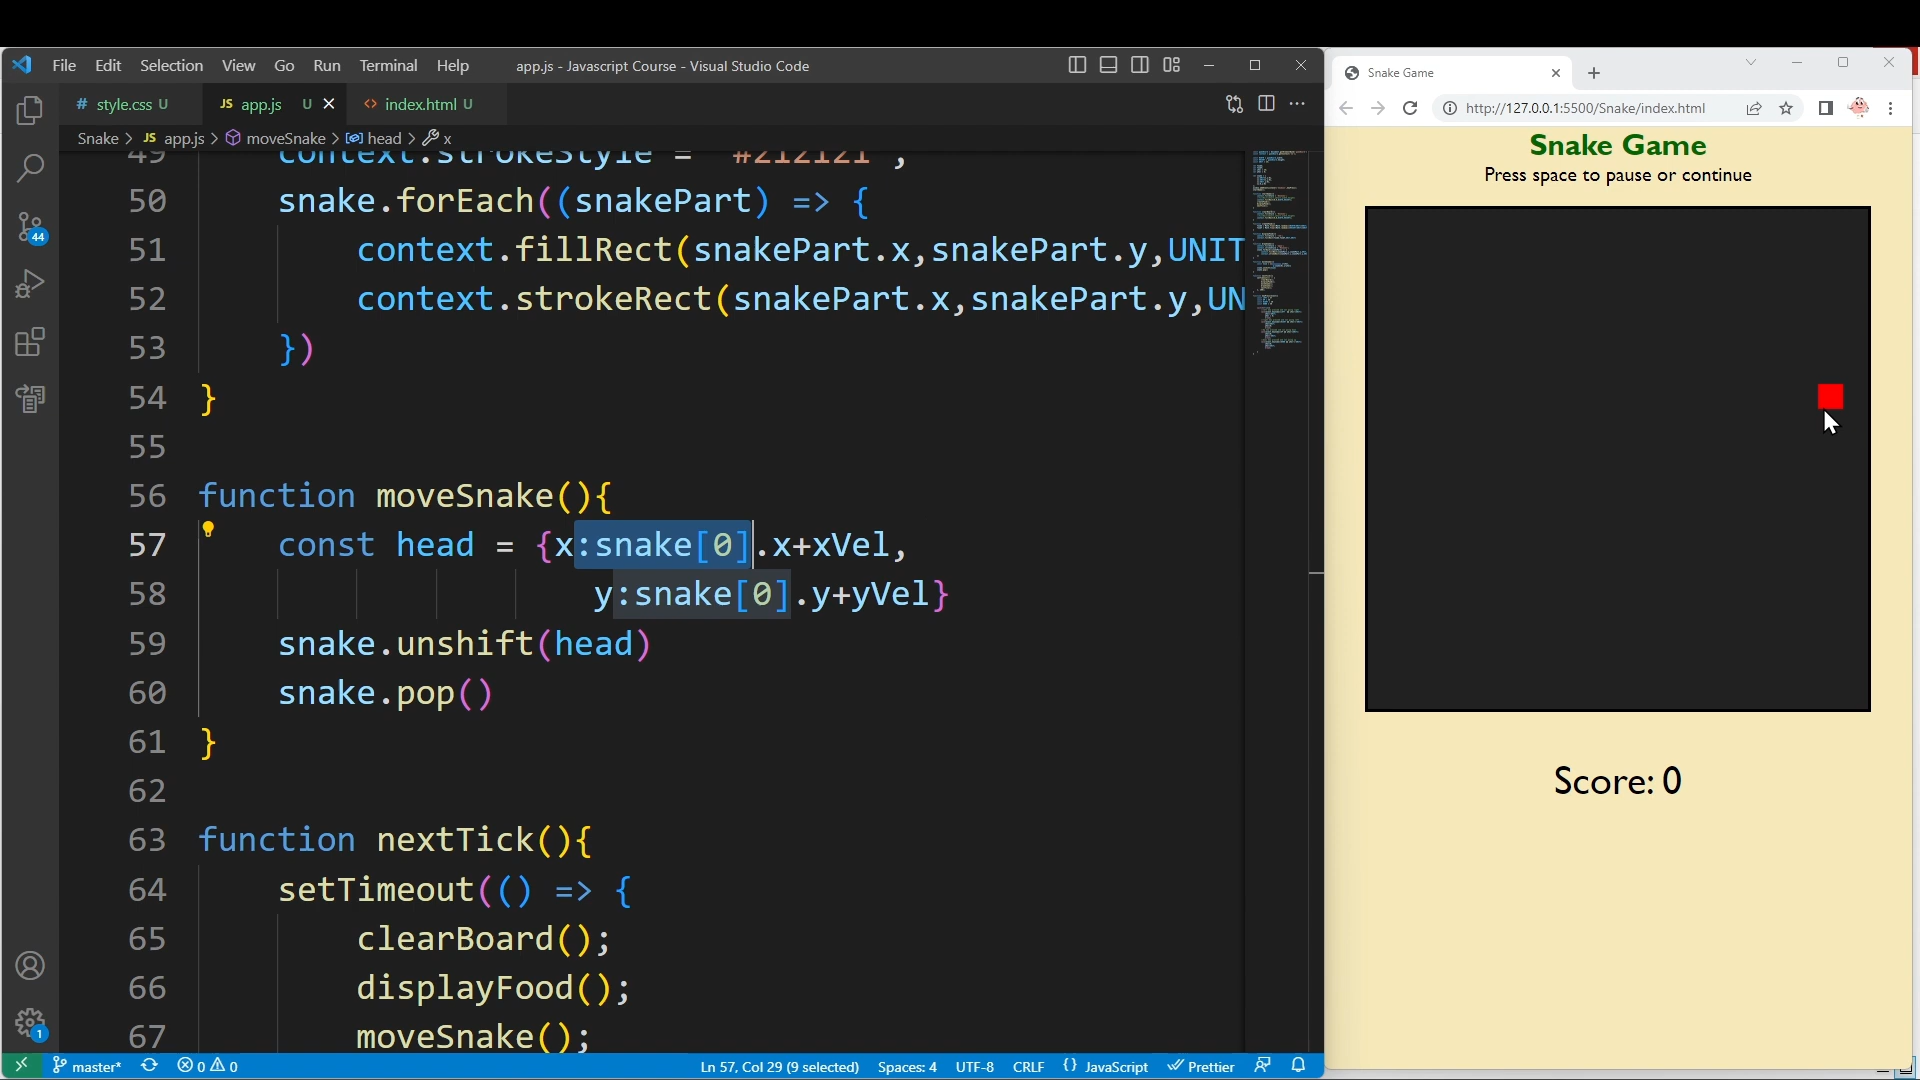 File Edit Selection View Go Run Terminal Help app.js - Javascript Course - Visual Studio Code
# style.css U JS app.js U <> index.html U
Snake > JS app.js > moveSnake > head > x
49 context.strokeStyle = "#212121";
50 snake.forEach((snakePart) => {
51 context.fillRect(snakePart.x,snakePart.y,UNIT
52 context.strokeRect(snakePart.x,snakePart.y,UN
53 })
54 }
55
56 function moveSnake(){
57 const head = {x:snake[0].x+xVel,
58 y:snake[0].y+yVel}
59 snake.unshift(head)
60 snake.pop()
61 }
62
63 function nextTick(){
64 setTimeout(() => {
65 clearBoard();
66 displayFood();
67 moveSnake();
44
1
master* 0 0 Ln 57, Col 29 (9 selected) Spaces: 4 UTF-8 CRLF {} JavaScript Prettier
Snake Game
http://127.0.0.1:5500/Snake/index.html
Snake Game
Press space to pause or continue
Score: 0